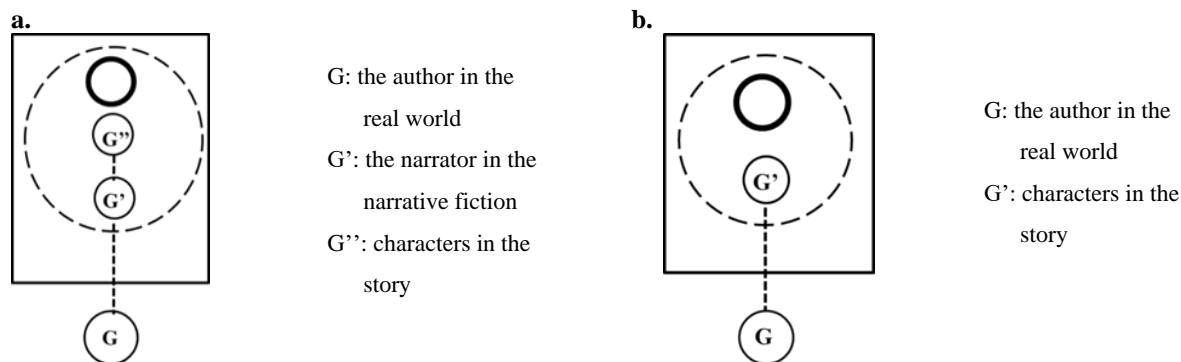 a.
G”
G’
G
G: the author in the
real world
G’: the narrator in the
narrative fiction
G’’: characters in the
story
b.
G’
G
G: the author in the
real world
G’: characters in the
story